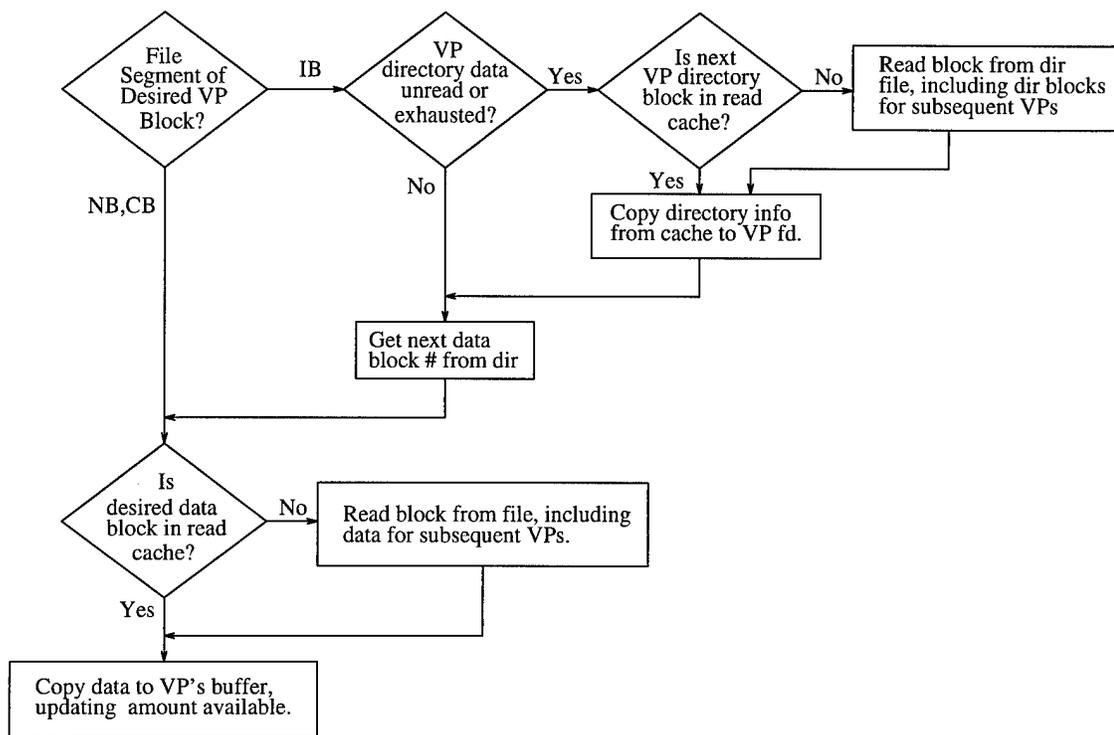 File
Segment of
Desired VP
Block?
IB
VP
directory data
unread or
exhausted?
Yes
Is next
VP directory
block in read
cache?
No
Read block from dir
file, including dir blocks
for subsequent VPs
NB,CB
No
Yes
Copy directory info
from cache to VP fd.
Get next data
block # from dir
Is
desired data
block in read
cache?
No
Read block from file, including
data for subsequent VPs.
Yes
Copy data to VP's buffer,
updating amount available.